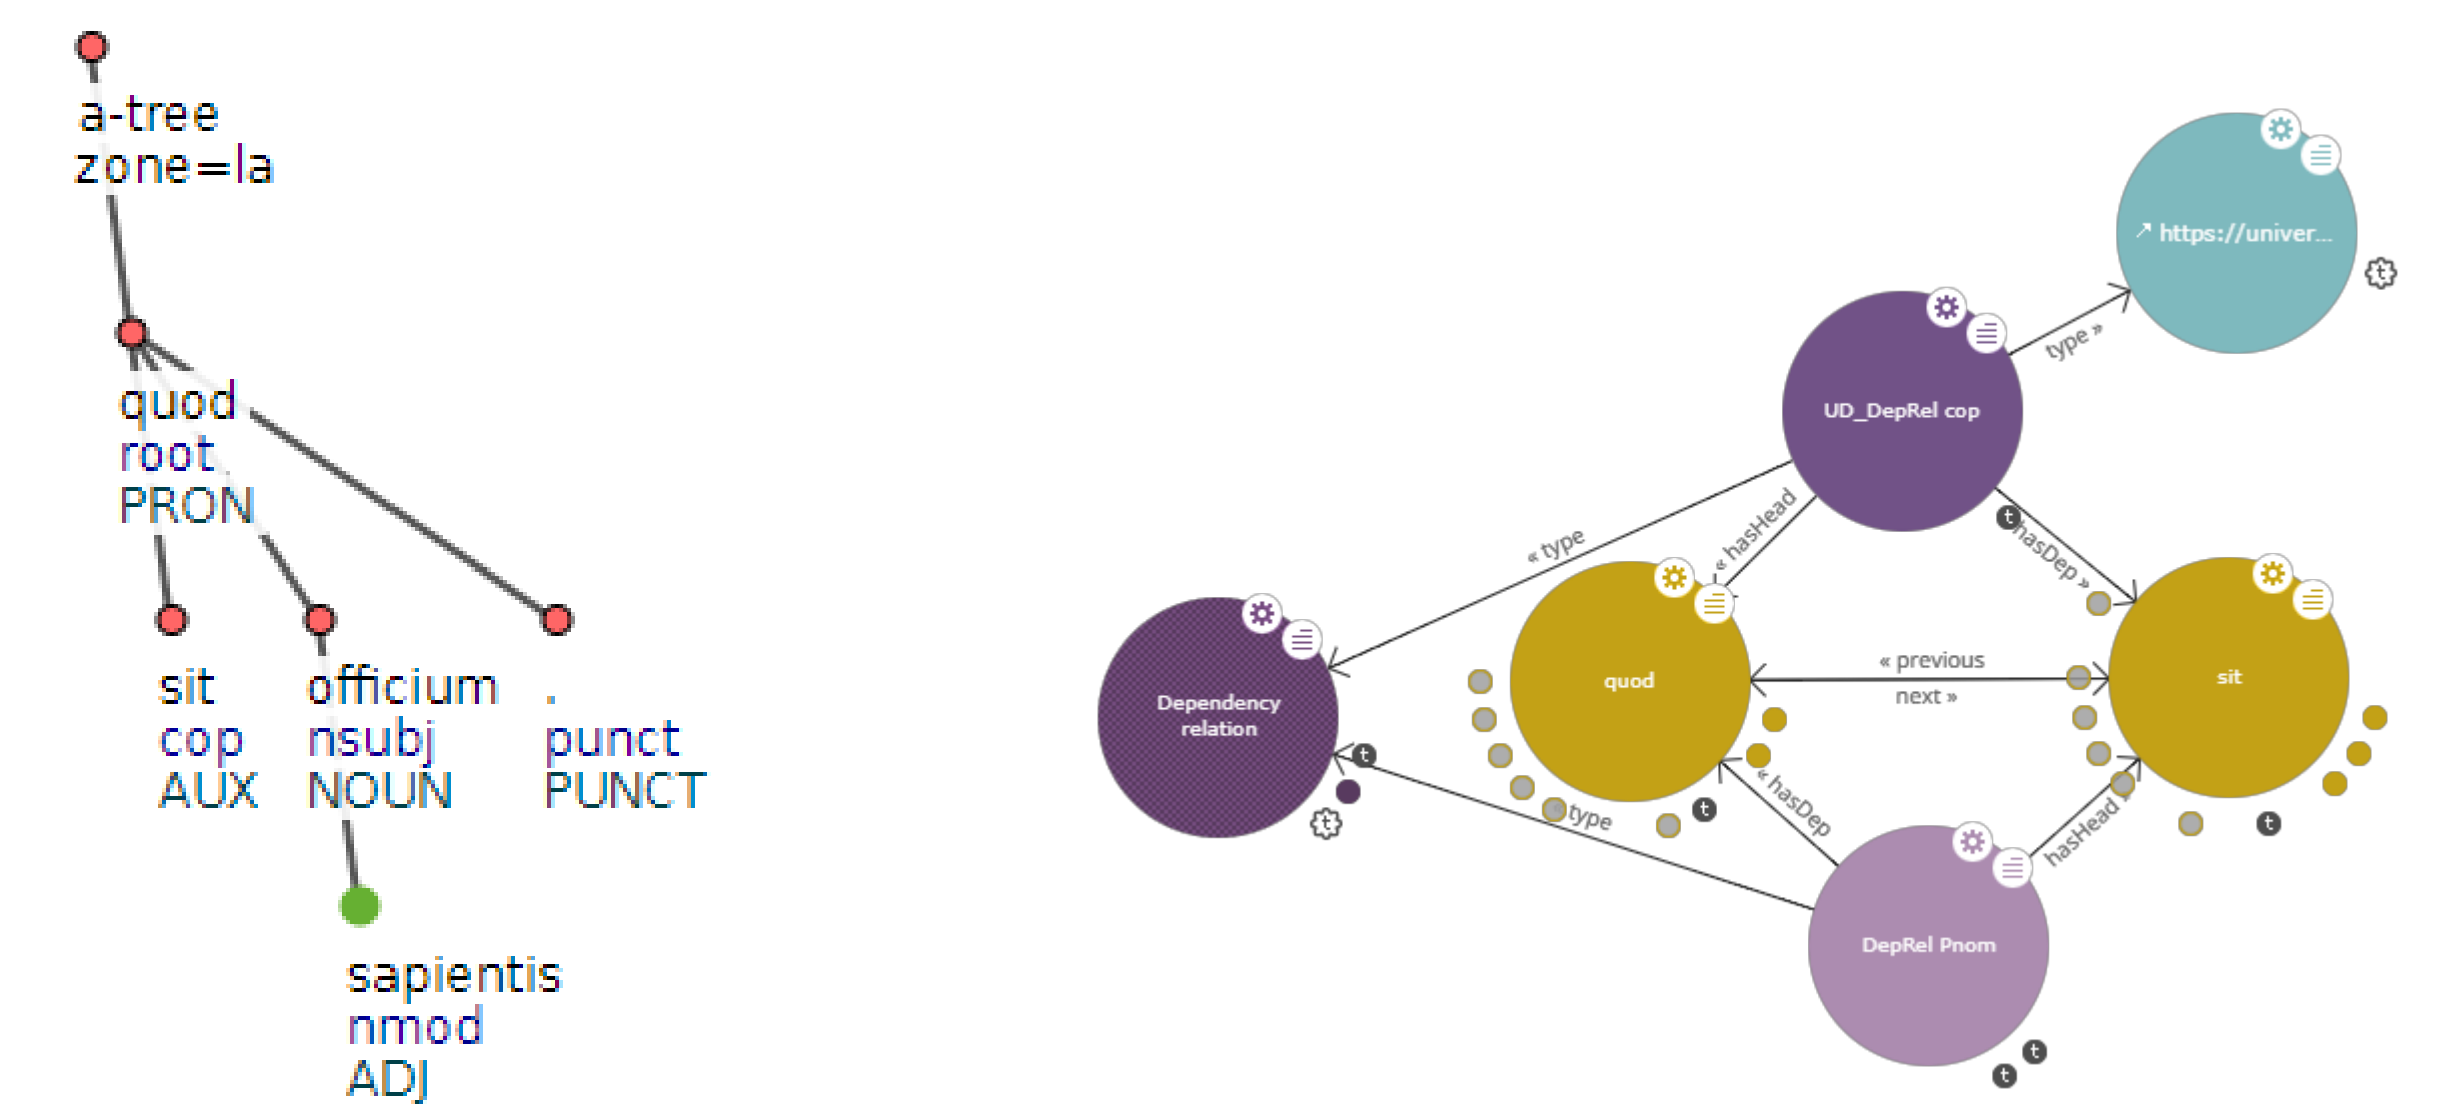 a-tree
zone=la
quod
root
PRON
sit
cop
AUX
officium
nsubj
NOUN
.
punct
PUNCT
sapientis
nmod
ADJ
↗ https://univer...
t
type »
UD_DepRel cop
« type
« hasHead
t
hasDep »
Dependency
relation
t
t
quod
« previous
next »
sit
« hasDep
« type
t
hasHead »
t
DepRel Pnom
t
t